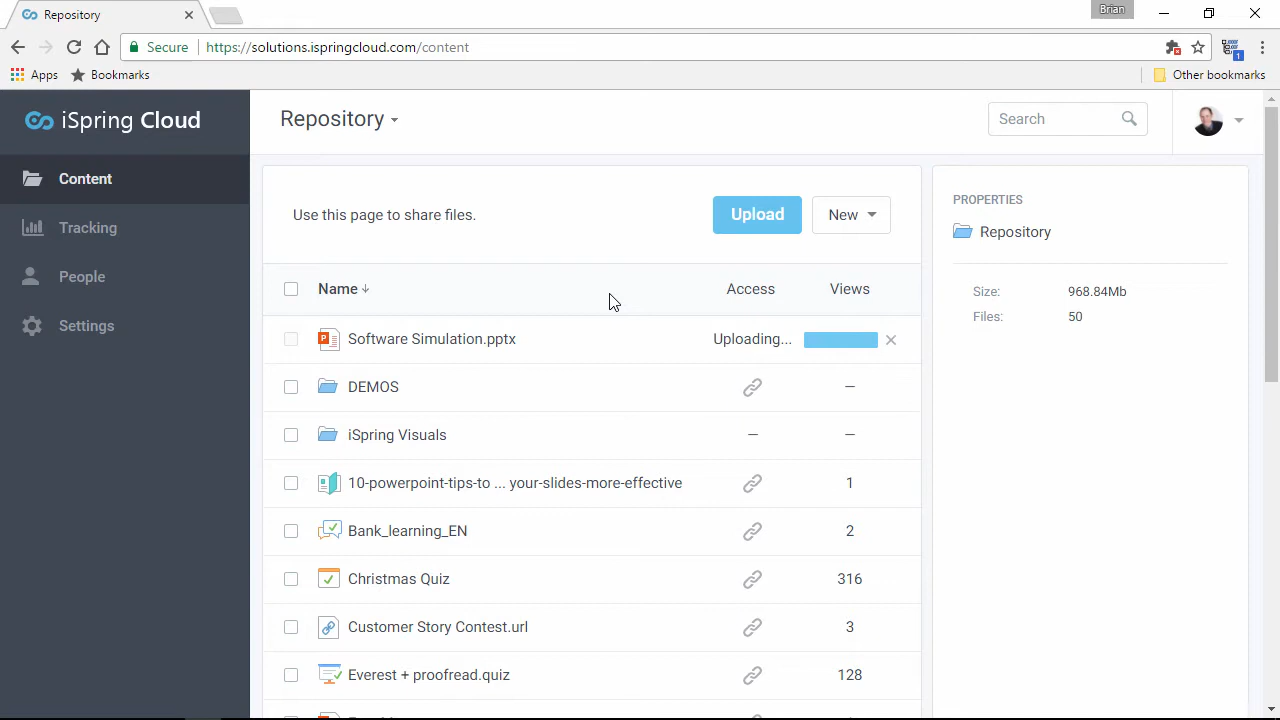 Repository
Brian
Secure
https://solutions.ispringcloud.com/content
1
Apps
Bookmarks
Other bookmarks
iSpring Cloud
Repository
Search
Content
Tracking
People
Settings
Use this page to share files.
Upload
New
PROPERTIES
Repository
Size: 968.84Mb
Files: 50
Name Access Views
Software Simulation.pptx Uploading...
DEMOS –
iSpring Visuals – –
10-powerpoint-tips-to ... your-slides-more-effective 1
Bank_learning_EN 2
Christmas Quiz 316
Customer Story Contest.url 3
Everest + proofread.quiz 128